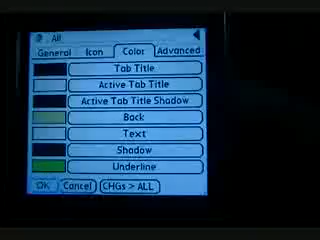 All
General Icon Color Advanced
Tab Title
Active Tab Title
Active Tab Title Shadow
Back
Text
Shadow
Underline
OK Cancel CHGs > ALL